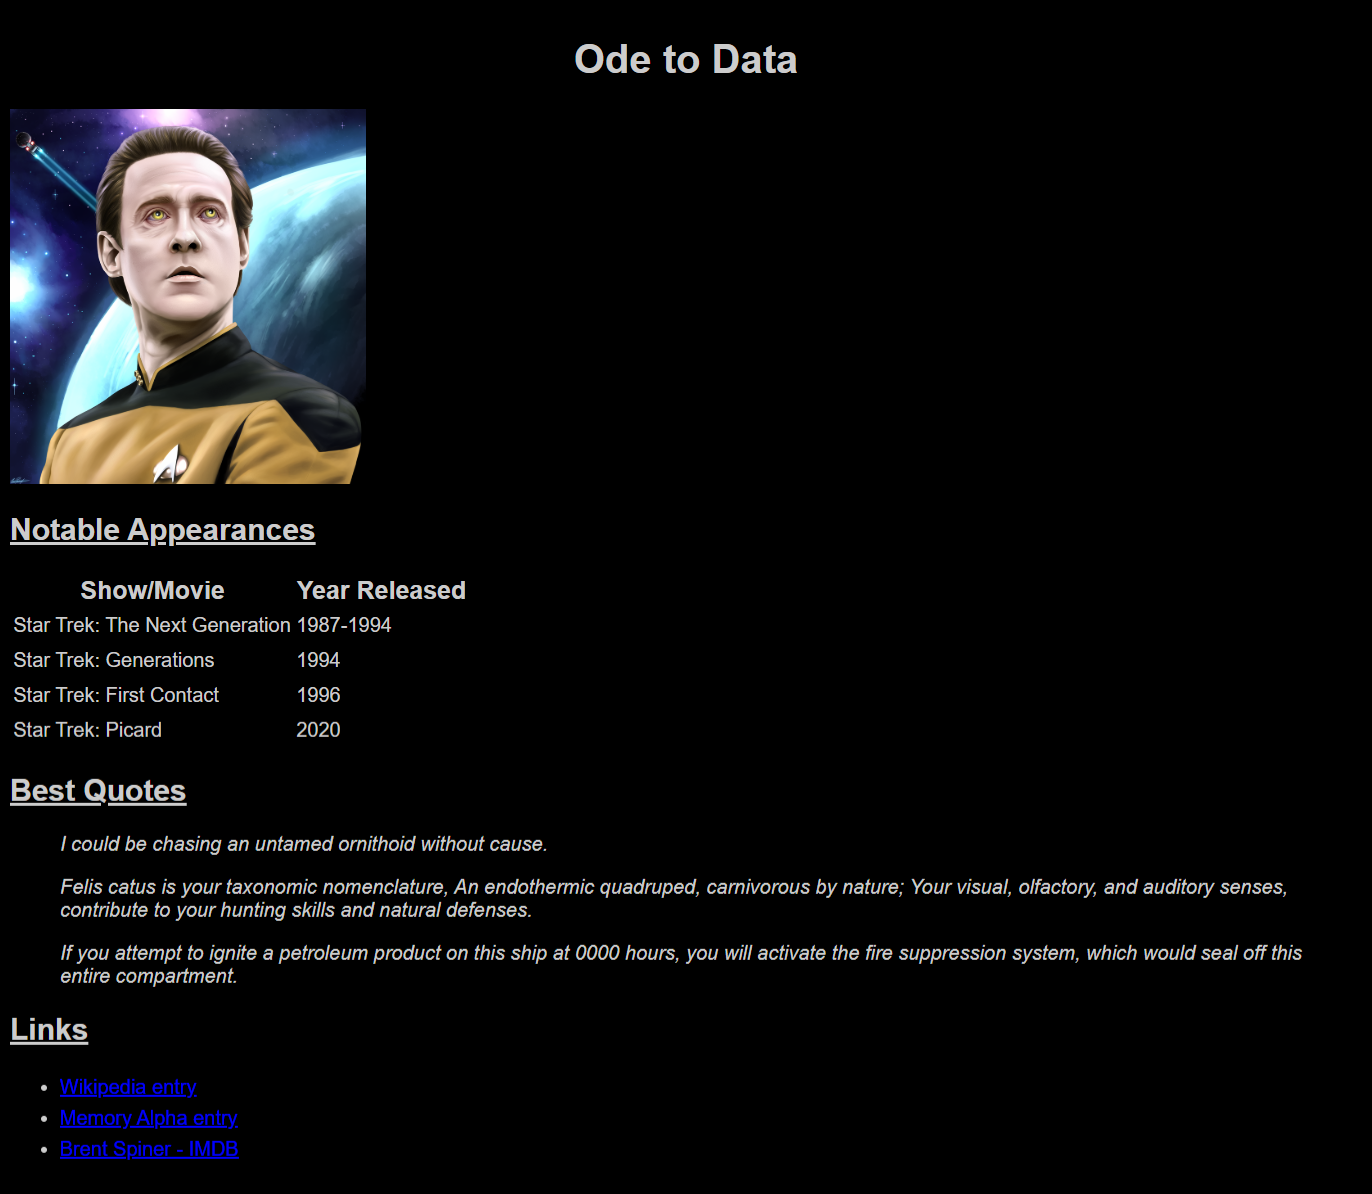 Ode to Data
Notable Appearances
Show/Movie Year Released
Star Trek: The Next Generation 1987-1994
Star Trek: Generations 1994
Star Trek: First Contact 1996
Star Trek: Picard 2020
Best Quotes
I could be chasing an untamed ornithoid without cause.
Felis catus is your taxonomic nomenclature, An endothermic quadruped, carnivorous by nature; Your visual, olfactory, and auditory senses,
contribute to your hunting skills and natural defenses.
If you attempt to ignite a petroleum product on this ship at 0000 hours, you will activate the fire suppression system, which would seal off this
entire compartment.
Links
• Wikipedia entry
• Memory Alpha entry
• Brent Spiner - IMDB